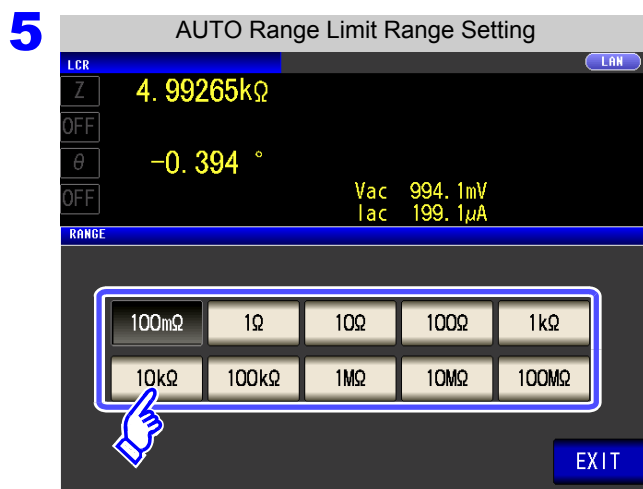 5 AUTO Range Limit Range Setting
LCR LAN
Z 4.99265kΩ
OFF
θ -0.394 °
OFF Vac 994.1mV
Iac 199.1μA
RANGE
100mΩ 1Ω 10Ω 100Ω 1kΩ
10kΩ 100kΩ 1MΩ 10MΩ 100MΩ
EXIT